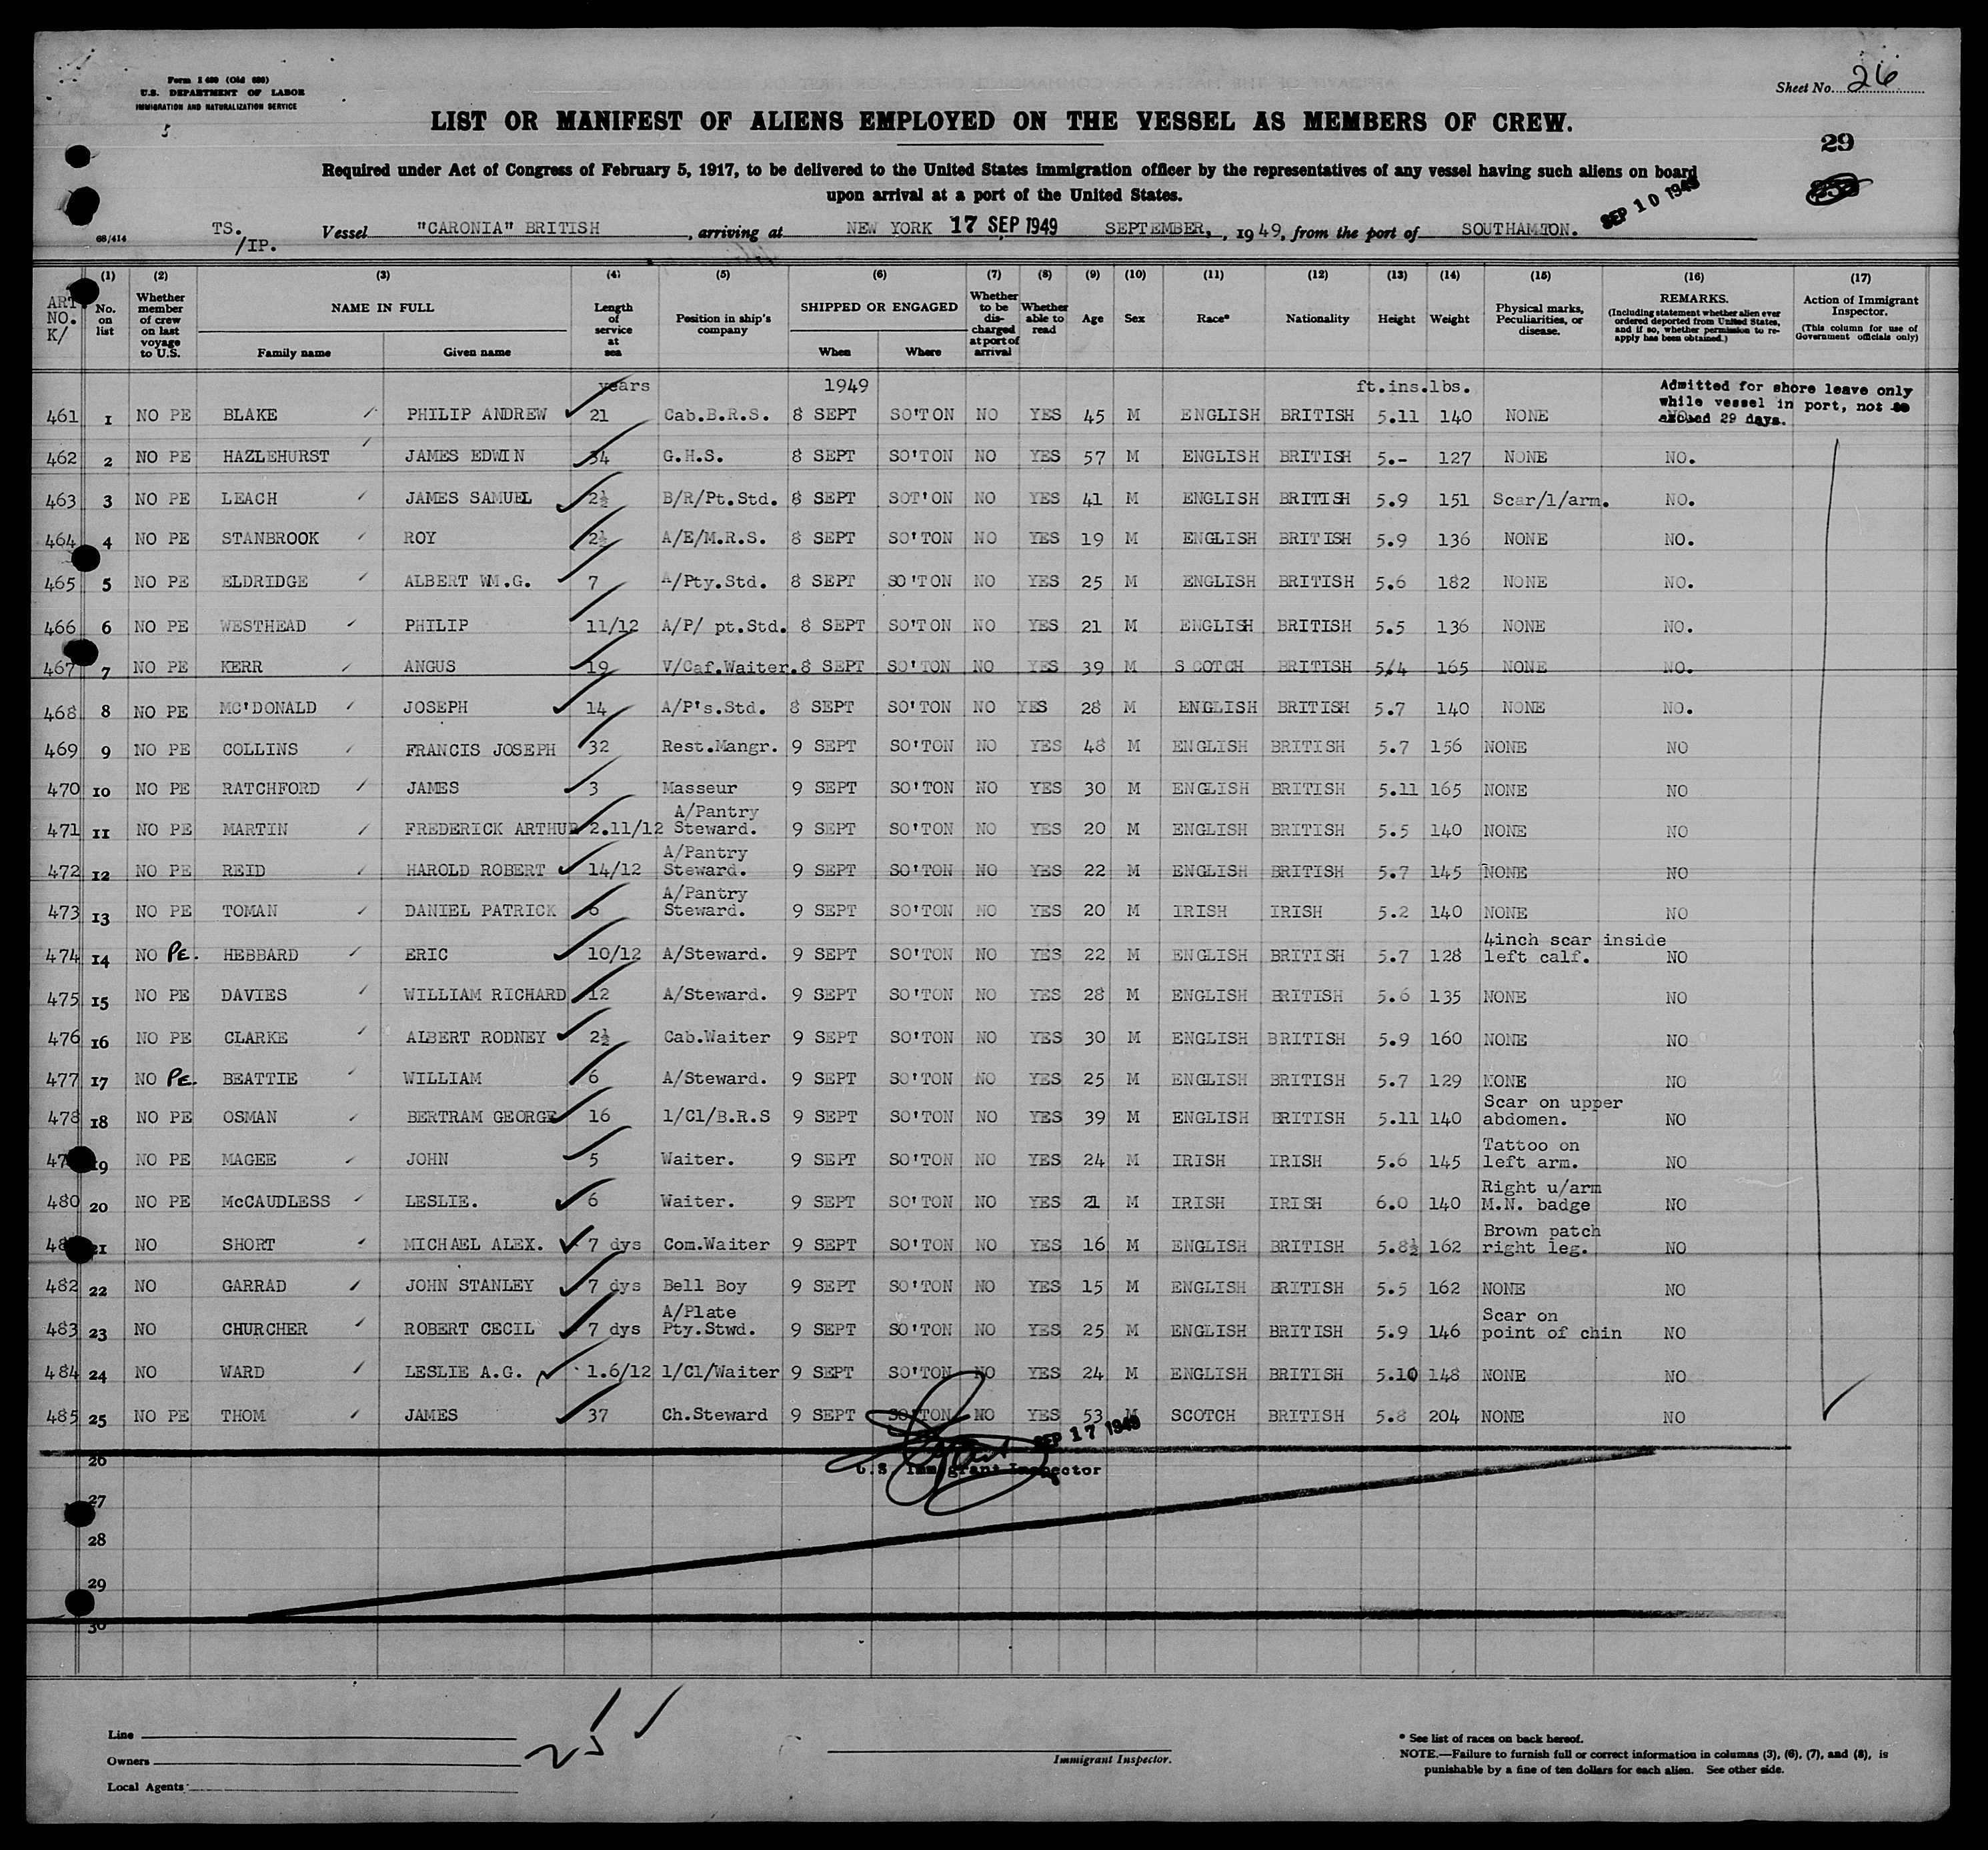 Form I 489 (Old 689)
U.S. DEPARTMENT OF LABOR
IMMIGRATION AND NATURALIZATION SERVICE
Sheet No. 26
LIST OR MANIFEST OF ALIENS EMPLOYED ON THE VESSEL AS MEMBERS OF CREW.
29
Required under Act of Congress of February 5, 1917, to be delivered to the United States immigration officer by the representatives of any vessel having such aliens on board
upon arrival at a port of the United States.
SEP 10 1949
68/414 TS. /IP. Vessel "CARONIA" BRITISH, arriving at NEW YORK 17 SEP 1949 SEPTEMBER, , 1949, from the port of SOUTHAMTON.
(1) (2) (3) (4) (5) (6) (7) (8) (9) (10) (11) (12) (13) (14) (15) (16) (17)
ART NO. K/ No. on list Whether member of crew on last voyage to U.S. NAME IN FULL Family name Given name Length of service at sea Position in ship's company SHIPPED OR ENGAGED When Where Whether to be discharged at port of arrival Whether able to read Age Sex Race* Nationality Height Weight Physical marks, Peculiarities, or disease. REMARKS. (Including statement whether alien ever ordered deported from United States, and if so, whether permission to re-apply has been obtained.) Action of Immigrant Inspector. (This column for use of Government officials only)
years 1949 ft.ins.lbs.
Admitted for shore leave only
while vessel in port, not to
exceed 29 days.
461 1 NO PE BLAKE PHILIP ANDREW 21 Cab.B.R.S. 8 SEPT SO'TON NO YES 45 M ENGLISH BRITISH 5.11 140 NONE
462 2 NO PE HAZLEHURST JAMES EDWIN 34 G.H.S. 8 SEPT SO'TON NO YES 57 M ENGLISH BRITISH 5.- 127 NONE NO.
463 3 NO PE LEACH JAMES SAMUEL 2½ B/R/Pt.Std. 8 SEPT SOT'ON NO YES 41 M ENGLISH BRITISH 5.9 151 Scar/l/arm. NO.
464 4 NO PE STANBROOK ROY 2½ A/E/M.R.S. 8 SEPT SO'TON NO YES 19 M ENGLISH BRITISH 5.9 136 NONE NO.
465 5 NO PE ELDRIDGE ALBERT WM.G. 7 A/Pty.Std. 8 SEPT SO'TON NO YES 25 M ENGLISH BRITISH 5.6 182 NONE NO.
466 6 NO PE WESTHEAD PHILIP 11/12 A/P/ pt.Std. 8 SEPT SO'TON NO YES 21 M ENGLISH BRITISH 5.5 136 NONE NO.
467 7 NO PE KERR ANGUS 19 V/Caf.Waiter. 8 SEPT SO'TON NO YES 39 M SCOTCH BRITISH 5/4 165 NONE NO.
468 8 NO PE MC'DONALD JOSEPH 14 A/P's.Std. 8 SEPT SO'TON NO YES 28 M ENGLISH BRITISH 5.7 140 NONE NO.
469 9 NO PE COLLINS FRANCIS JOSEPH 32 Rest.Mangr. 9 SEPT SO'TON NO YES 48 M ENGLISH BRITISH 5.7 156 NONE NO
470 10 NO PE RATCHFORD JAMES 3 Masseur 9 SEPT SO'TON NO YES 30 M ENGLISH BRITISH 5.11 165 NONE NO
471 11 NO PE MARTIN FREDERICK ARTHUR 2.11/12 A/Pantry Steward. 9 SEPT SO'TON NO YES 20 M ENGLISH BRITISH 5.5 140 NONE NO
472 12 NO PE REID HAROLD ROBERT 14/12 A/Pantry Steward. 9 SEPT SO'TON NO YES 22 M ENGLISH BRITISH 5.7 145 NONE NO
473 13 NO PE TOMAN DANIEL PATRICK 6 A/Pantry Steward. 9 SEPT SO'TON NO YES 20 M IRISH IRISH 5.2 140 NONE NO
474 14 NO PE. HEBBARD ERIC 10/12 A/Steward. 9 SEPT SO'TON NO YES 22 M ENGLISH BRITISH 5.7 128 4inch scar inside left calf. NO
475 15 NO PE DAVIES WILLIAM RICHARD 12 A/Steward. 9 SEPT SO'TON NO YES 28 M ENGLISH BRITISH 5.6 135 NONE NO
476 16 NO PE CLARKE ALBERT RODNEY 2½ Cab.Waiter 9 SEPT SO'TON NO YES 30 M ENGLISH BRITISH 5.9 160 NONE NO
477 17 NO PE. BEATTIE WILLIAM 6 A/Steward. 9 SEPT SO'TON NO YES 25 M ENGLISH BRITISH 5.7 129 NONE NO
478 18 NO PE OSMAN BERTRAM GEORGE 16 1/Cl/B.R.S 9 SEPT SO'TON NO YES 39 M ENGLISH BRITISH 5.11 140 Scar on upper abdomen. NO
19 NO PE MAGEE JOHN 5 Waiter. 9 SEPT SO'TON NO YES 24 M IRISH IRISH 5.6 145 Tattoo on left arm. NO
480 20 NO PE McCAUDLESS LESLIE. 6 Waiter. 9 SEPT SO'TON NO YES 21 M IRISH IRISH 6.0 140 Right u/arm M.N. badge NO
21 NO SHORT MICHAEL ALEX. 7 dys Com.Waiter 9 SEPT SO'TON NO YES 16 M ENGLISH BRITISH 5.8½ 162 Brown patch right leg. NO
482 22 NO GARRAD JOHN STANLEY 7 dys Bell Boy 9 SEPT SO'TON NO YES 15 M ENGLISH BRITISH 5.5 162 NONE NO
483 23 NO CHURCHER ROBERT CECIL 7 dys A/Plate Pty.Stwd. 9 SEPT SO'TON NO YES 25 M ENGLISH BRITISH 5.9 146 Scar on point of chin NO
484 24 NO WARD LESLIE A.G. 1.6/12 1/Cl/Waiter 9 SEPT SO'TON NO YES 24 M ENGLISH BRITISH 5.10 148 NONE NO
485 25 NO PE THOM JAMES 37 Ch.Steward 9 SEPT SO'TON NO YES 53 M SCOTCH BRITISH 5.8 204 NONE NO
SEP 17 1949
26 U.S. Immigrant Inspector
27
28
29
30
Line
Owners
Local Agents
25
Immigrant Inspector.
* See list of races on back hereof.
NOTE.—Failure to furnish full or correct information in columns (3), (6), (7), and (8), is
punishable by a fine of ten dollars for each alien. See other side.